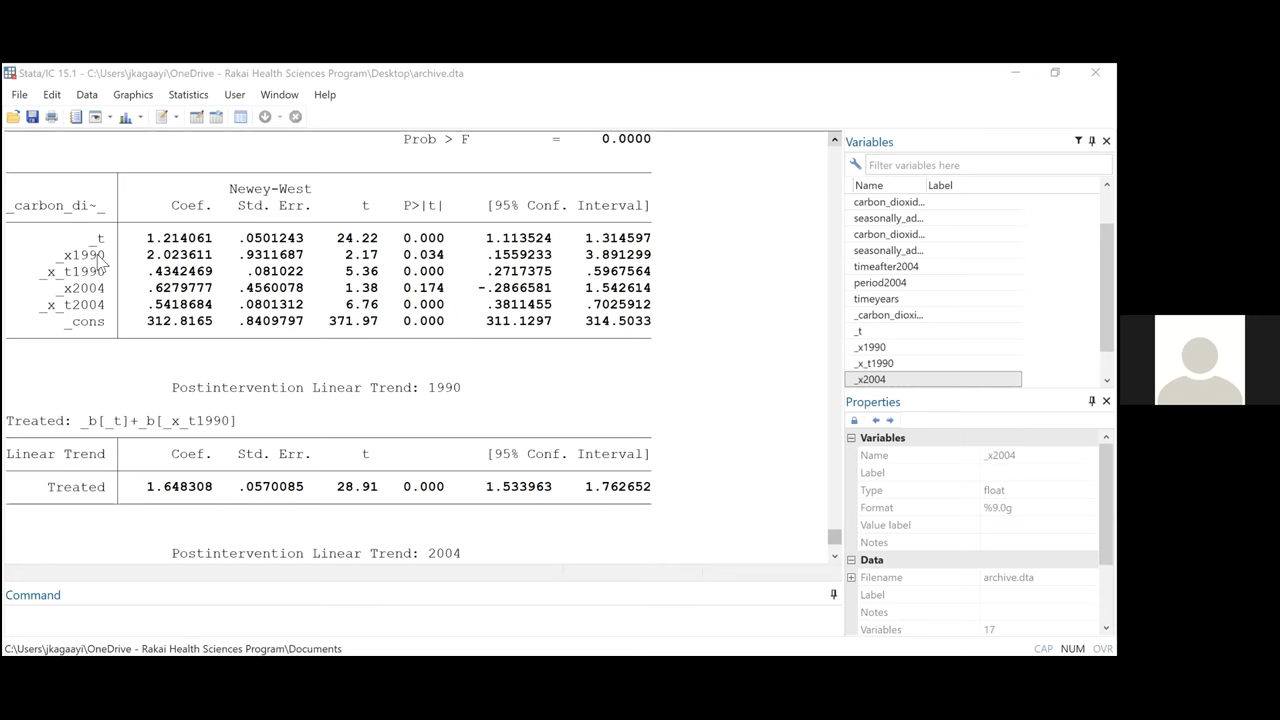 Stata/IC 15.1 - C:\Users\jkagaayi\OneDrive - Rakai Health Sciences Program\Desktop\archive.dta
File Edit Data Graphics Statistics User Window Help
Prob > F = 0.0000
Newey-West
_carbon_di~_ Coef. Std. Err. t P>|t| [95% Conf. Interval]
_t 1.214061 .0501243 24.22 0.000 1.113524 1.314597
_x1990 2.023611 .9311687 2.17 0.034 .1559233 3.891299
_x_t1990 .4342469 .081022 5.36 0.000 .2717375 .5967564
_x2004 .6279777 .4560078 1.38 0.174 -.2866581 1.542614
_x_t2004 .5418684 .0801312 6.76 0.000 .3811455 .7025912
_cons 312.8165 .8409797 371.97 0.000 311.1297 314.5033
Postintervention Linear Trend: 1990
Treated: _b[_t]+_b[_x_t1990]
Linear Trend Coef. Std. Err. t [95% Conf. Interval]
Treated 1.648308 .0570085 28.91 0.000 1.533963 1.762652
Postintervention Linear Trend: 2004
Command
C:\Users\jkagaayi\OneDrive - Rakai Health Sciences Program\Documents
Variables
Filter variables here
Name Label
carbon_dioxid...
seasonally_ad...
carbon_dioxid...
seasonally_ad...
timeafter2004
period2004
timeyears
_carbon_dioxi...
_t
_x1990
_x_t1990
_x2004
Properties
Variables
Name _x2004
Label
Type float
Format %9.0g
Value label
Notes
Data
Filename archive.dta
Label
Notes
Variables 17
CAP NUM OVR